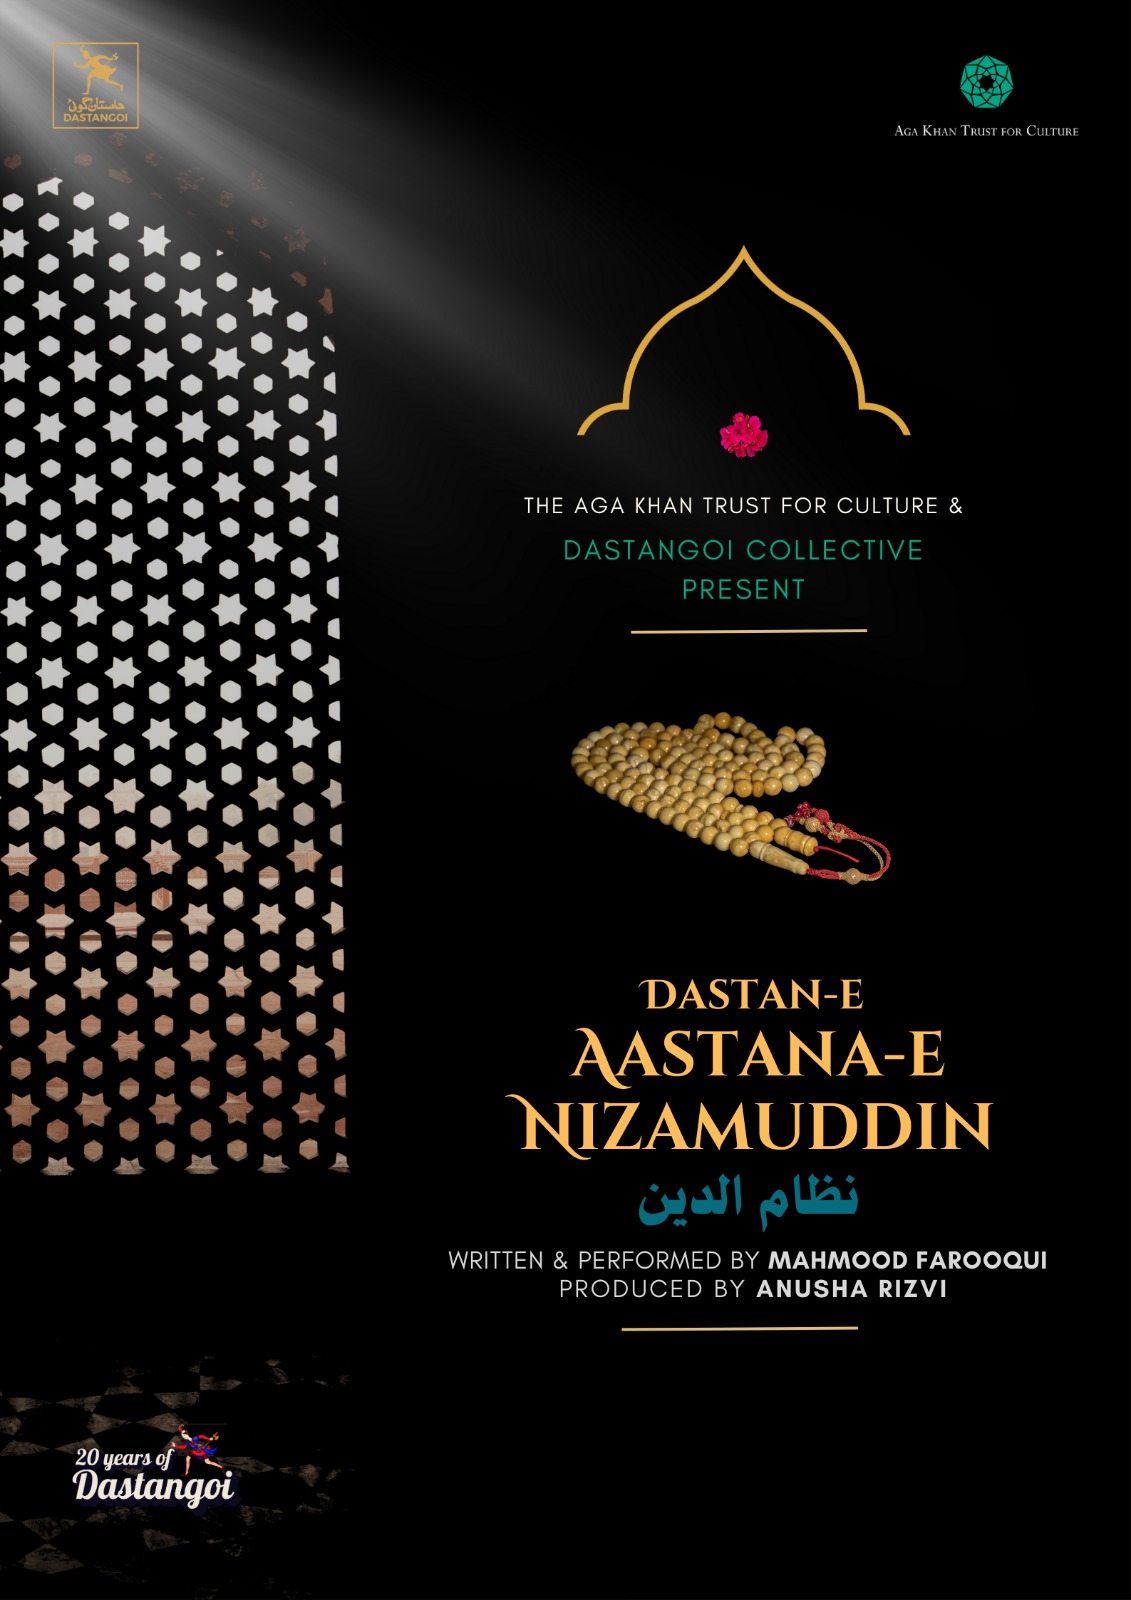 داستان گوئی
DASTANGOI
AGA KHAN TRUST FOR CULTURE
THE AGA KHAN TRUST FOR CULTURE &
DASTANGOI COLLECTIVE
PRESENT
DASTAN-E
AASTANA-E
NIZAMUDDIN
نظام الدين
WRITTEN & PERFORMED BY MAHMOOD FAROOQUI
PRODUCED BY ANUSHA RIZVI
20 years of
Dastangoi